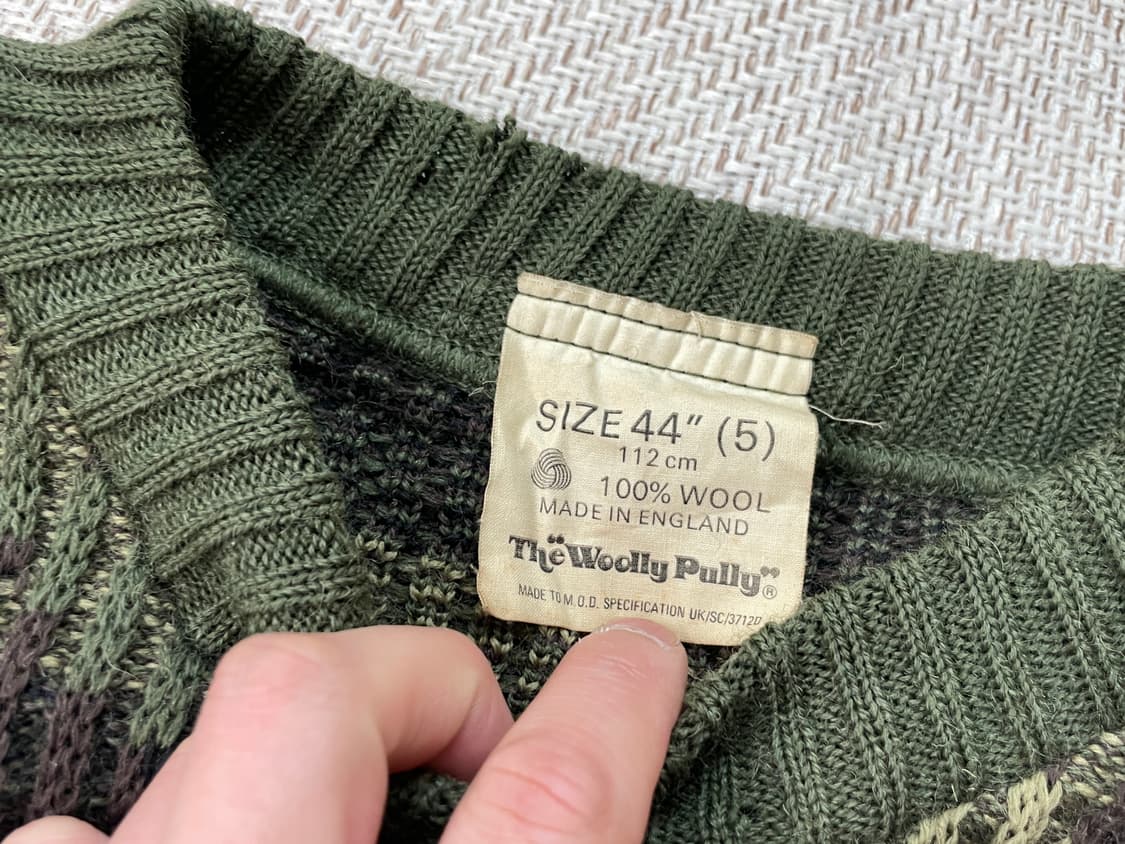 SIZE 44" (5)
112 cm
100% WOOL
MADE IN ENGLAND
The "Woolly Pully"®
MADE TO M.O.D. SPECIFICATION UK/SC/3712D